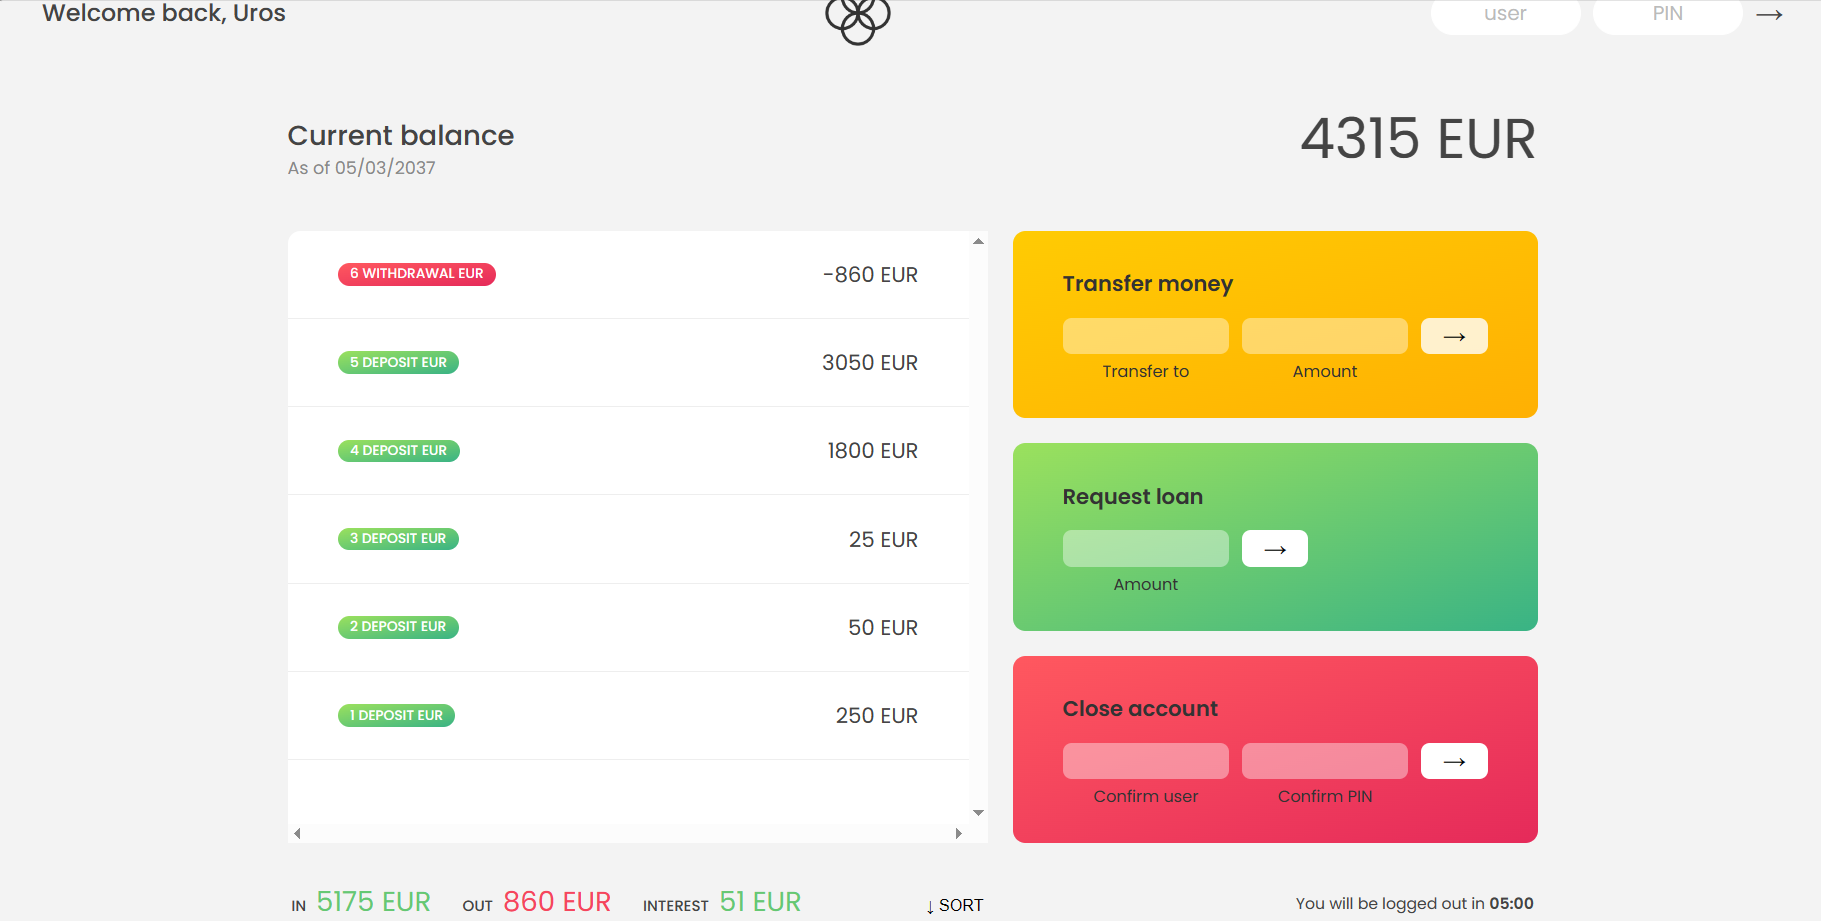 Welcome back, Uros
user
PIN
→
Current balance
As of 05/03/2037
4315 EUR
6 WITHDRAWAL EUR
-860 EUR
5 DEPOSIT EUR
3050 EUR
4 DEPOSIT EUR
1800 EUR
3 DEPOSIT EUR
25 EUR
2 DEPOSIT EUR
50 EUR
1 DEPOSIT EUR
250 EUR
Transfer money
→
Transfer to
Amount
Request loan
→
Amount
Close account
→
Confirm user
Confirm PIN
IN 5175 EUR OUT 860 EUR INTEREST 51 EUR
↓ SORT
You will be logged out in 05:00